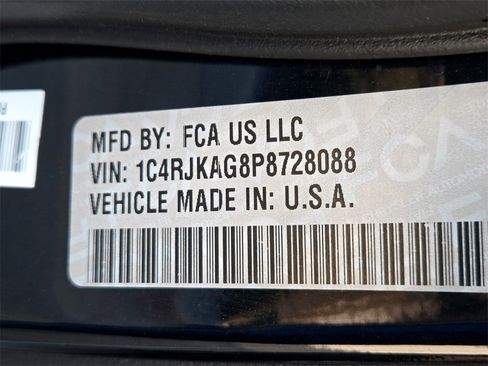 MFD BY: FCA US LLC
VIN: 1C4RJKAG8P8728088
VEHICLE MADE IN: U.S.A.